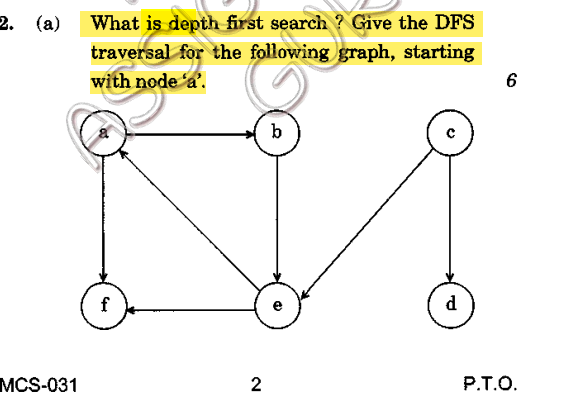 2. (a) What is depth first search ? Give the DFS
traversal for the following graph, starting
with node ‘a’. 6
a b c
f e d
MCS-031 2 P.T.O.